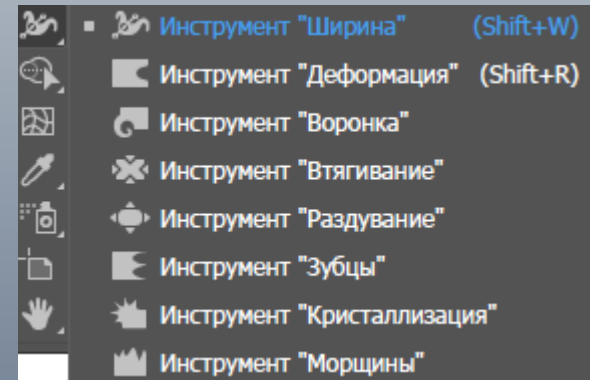 Инструмент "Ширина" (Shift+W)
Инструмент "Деформация" (Shift+R)
Инструмент "Воронка"
Инструмент "Втягивание"
Инструмент "Раздувание"
Инструмент "Зубцы"
Инструмент "Кристаллизация"
Инструмент "Морщины"